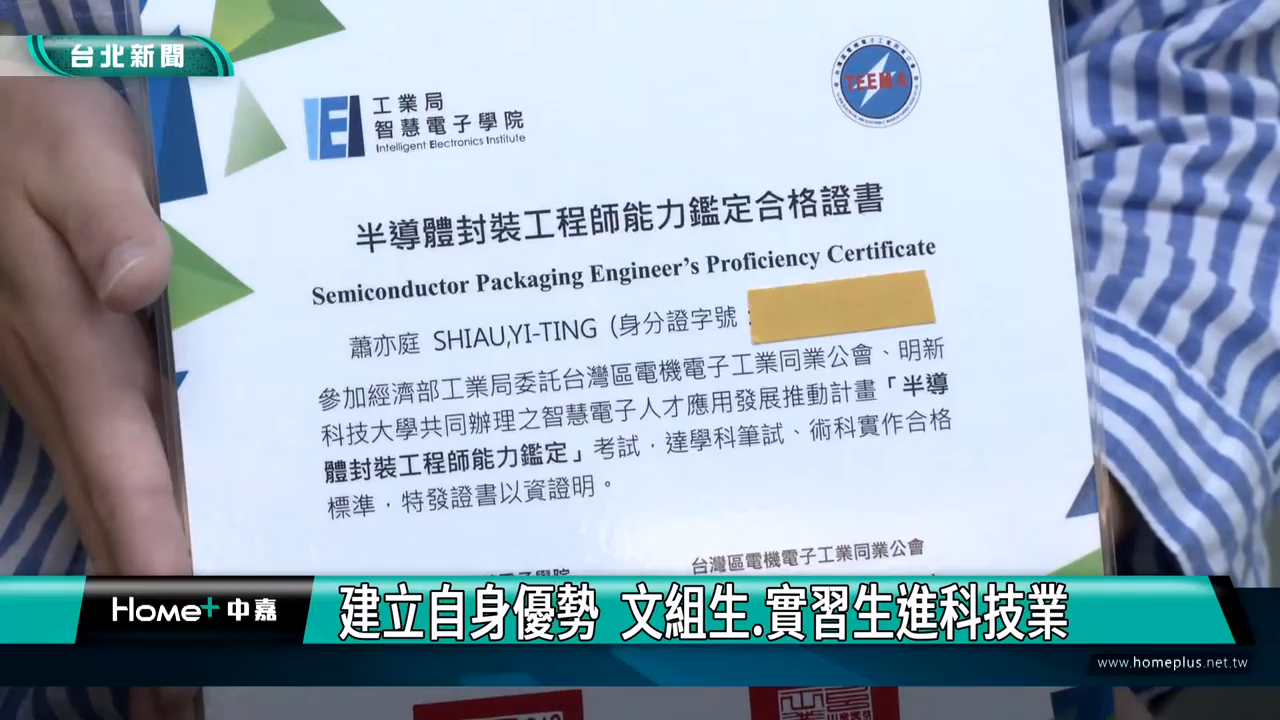 台北新聞
工業局
智慧電子學院
Intelligent Electronics Institute
TEEMA
半導體封裝工程師能力鑑定合格證書
Semiconductor Packaging Engineer's Proficiency Certificate
蕭亦庭 SHIAU,YI-TING (身分證字號:
參加經濟部工業局委託台灣區電機電子工業同業公會、明新
科技大學共同辦理之智慧電子人才應用發展推動計畫「半導
體封裝工程師能力鑑定」考試，達學科筆試、術科實作合格
標準，特發證書以資證明。
台灣區電機電子工業同業公會
Home+中嘉
建立自身優勢 文組生.實習生進科技業
www.homeplus.net.tw